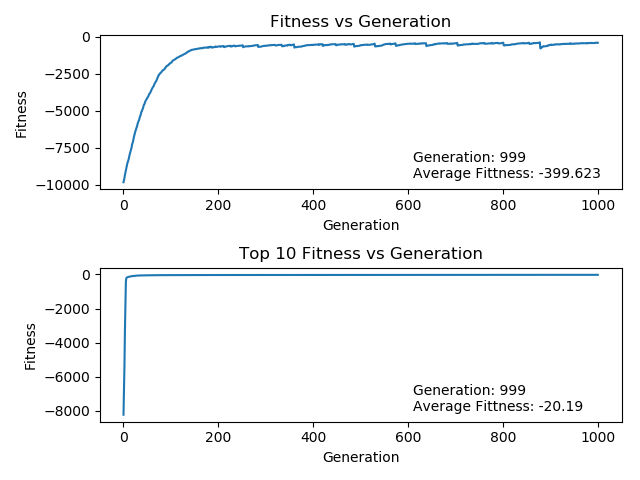 Fitness vs Generation
0
−2500
−5000
−7500
−10000
Fitness
Generation: 999
Average Fittness: -399.623
0 200 400 600 800 1000
Generation
Top 10 Fitness vs Generation
0
−2000
−4000
−6000
−8000
Fitness
Generation: 999
Average Fittness: -20.19
0 200 400 600 800 1000
Generation